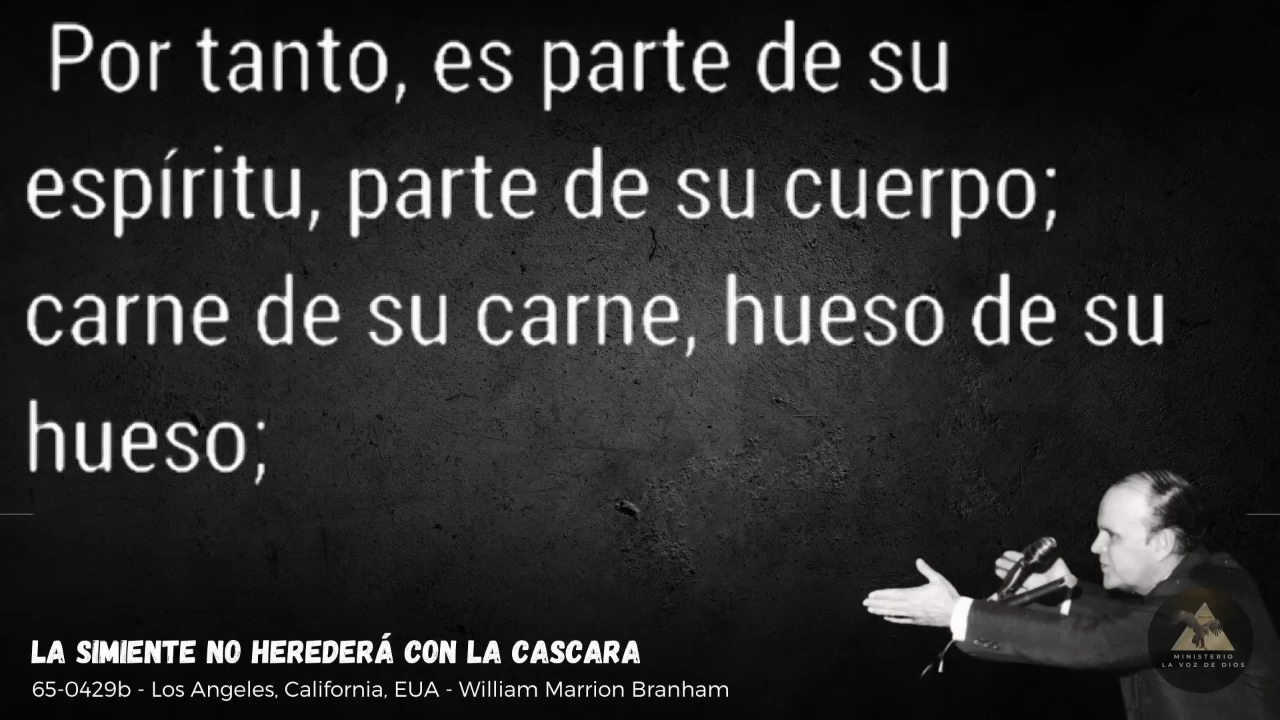 Por tanto, es parte de su
espíritu, parte de su cuerpo;
carne de su carne, hueso de su
hueso;
LA SIMIENTE NO HEREDERÁ CON LA CASCARA
65-0429b - Los Angeles, California, EUA - William Marrion Branham
MINISTERIO
LA VOZ DE DIOS